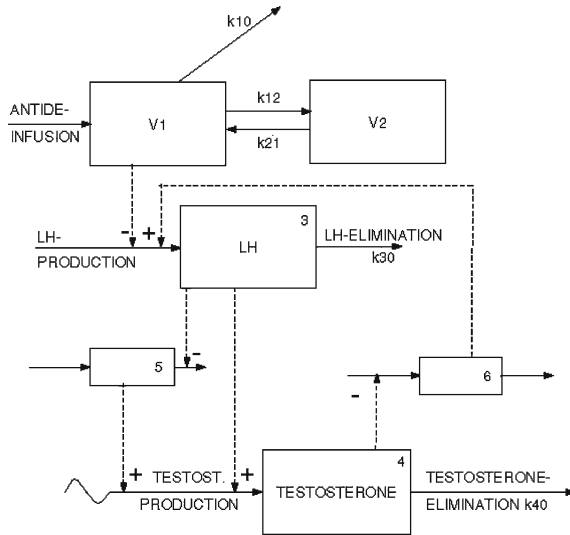 k10
ANTIDE-
INFUSION
V1
k12
k21
V2
- +
3
LH-
PRODUCTION
LH
LH-ELIMINATION
k30
-
5
6
-
+ TESTOST. +
PRODUCTION
4
TESTOSTERONE
TESTOSTERONE-
ELIMINATION k40